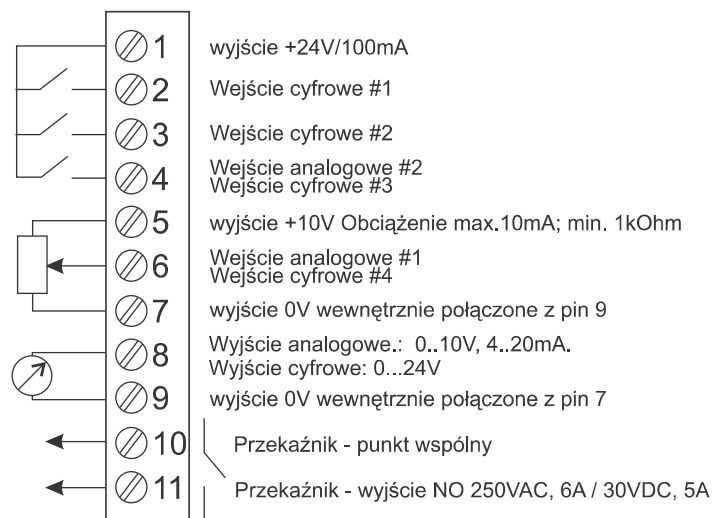 1 wyjście +24V/100mA
2 Wejście cyfrowe #1
3 Wejście cyfrowe #2
4 Wejście analogowe #2
Wejście cyfrowe #3
5 wyjście +10V Obciążenie max.10mA; min. 1kOhm
6 Wejście analogowe #1
Wejście cyfrowe #4
7 wyjście 0V wewnętrznie połączone z pin 9
8 Wyjście analogowe.: 0..10V, 4..20mA.
Wyjście cyfrowe: 0...24V
9 wyjście 0V wewnętrznie połączone z pin 7
10 Przekaźnik - punkt wspólny
11 Przekaźnik - wyjście NO 250VAC, 6A / 30VDC, 5A